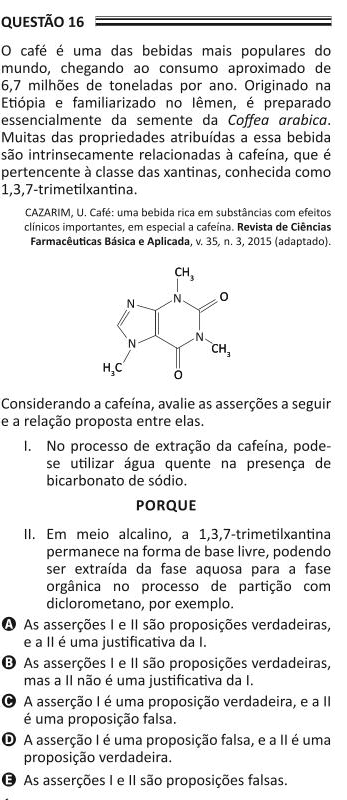 QUESTÃO 16
O café é uma das bebidas mais populares do
mundo, chegando ao consumo aproximado de
6,7 milhões de toneladas por ano. Originado na
Etiópia e familiarizado no Iêmen, é preparado
essencialmente da semente da Coffea arabica.
Muitas das propriedades atribuídas a essa bebida
são intrinsecamente relacionadas à cafeína, que é
pertencente à classe das xantinas, conhecida como
1,3,7-trimetilxantina.
CAZARIM, U. Café: uma bebida rica em substâncias com efeitos
clínicos importantes, em especial a cafeína. Revista de Ciências
Farmacêuticas Básica e Aplicada, v. 35, n. 3, 2015 (adaptado).
CH₃
N N O
N N CH₃
H₃C O
Considerando a cafeína, avalie as asserções a seguir
e a relação proposta entre elas.
I. No processo de extração da cafeína, pode-
se utilizar água quente na presença de
bicarbonato de sódio.
PORQUE
II. Em meio alcalino, a 1,3,7-trimetilxantina
permanece na forma de base livre, podendo
ser extraída da fase aquosa para a fase
orgânica no processo de partição com
diclorometano, por exemplo.
A As asserções I e II são proposições verdadeiras,
e a II é uma justificativa da I.
B As asserções I e II são proposições verdadeiras,
mas a II não é uma justificativa da I.
C A asserção I é uma proposição verdadeira, e a II
é uma proposição falsa.
D A asserção I é uma proposição falsa, e a II é uma
proposição verdadeira.
E As asserções I e II são proposições falsas.